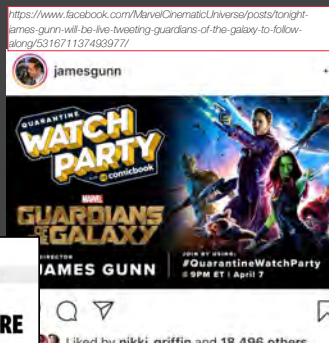 https://www.facebook.com/MarvelCinematicUniverse/posts/tonight-
james-gunn-will-be-live-tweeting-guardians-of-the-galaxy-to-follow-
along/531671137493977/
jamesgunn
QUARANTINE
WATCH
PARTY
comicbook
MARVEL
GUARDIANS
OF THE
GALAXY
DIRECTOR
JAMES GUNN
JOIN BY USING:
#QuarantineWatchParty
@ 9PM ET | April 7
RE
Liked by nikki_griffin and 18,496 others